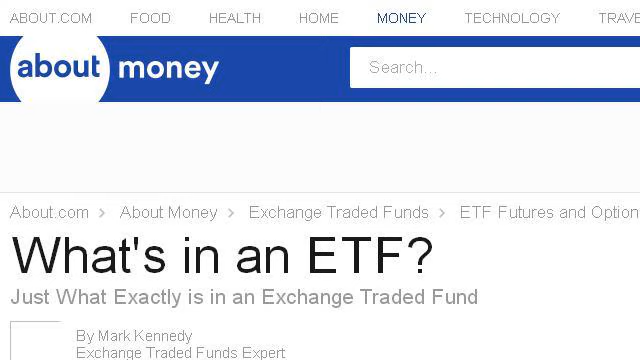 ABOUT.COM FOOD HEALTH HOME MONEY TECHNOLOGY TRAVE
about money Search...
About.com > About Money > Exchange Traded Funds > ETF Futures and Option
What's in an ETF?
Just What Exactly is in an Exchange Traded Fund
By Mark Kennedy
Exchange Traded Funds Expert